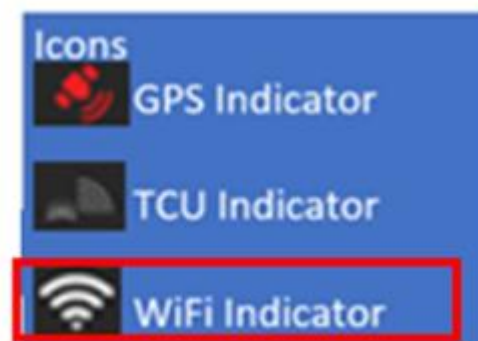 Icons
GPS Indicator
TCU Indicator
WiFi Indicator